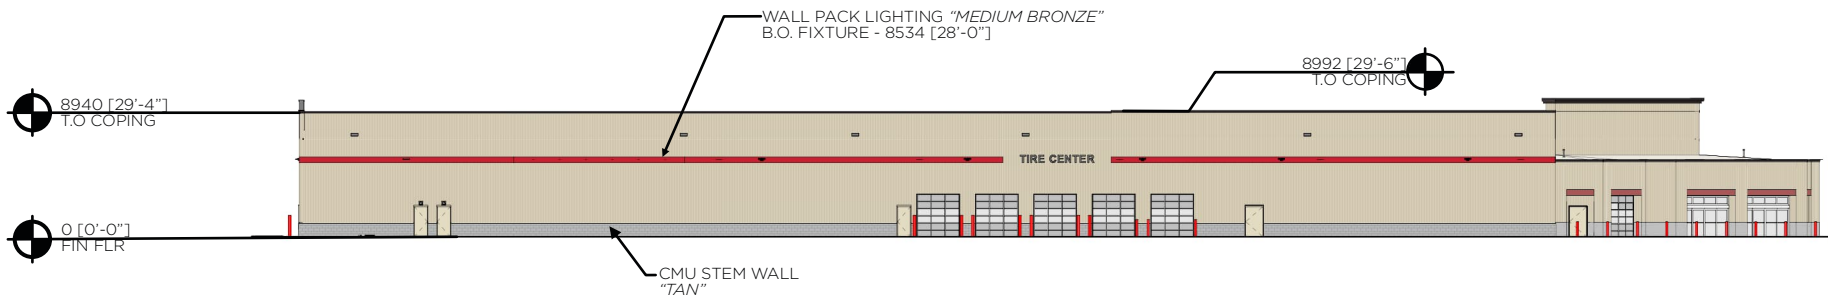 WALL PACK LIGHTING “MEDIUM BRONZE”
B.O. FIXTURE - 8534 [28’-0”]
8992 [29’-6”]
T.O COPING
8940 [29’-4”]
T.O COPING
TIRE CENTER
0 [0’-0”]
FIN FLR
CMU STEM WALL
“TAN”